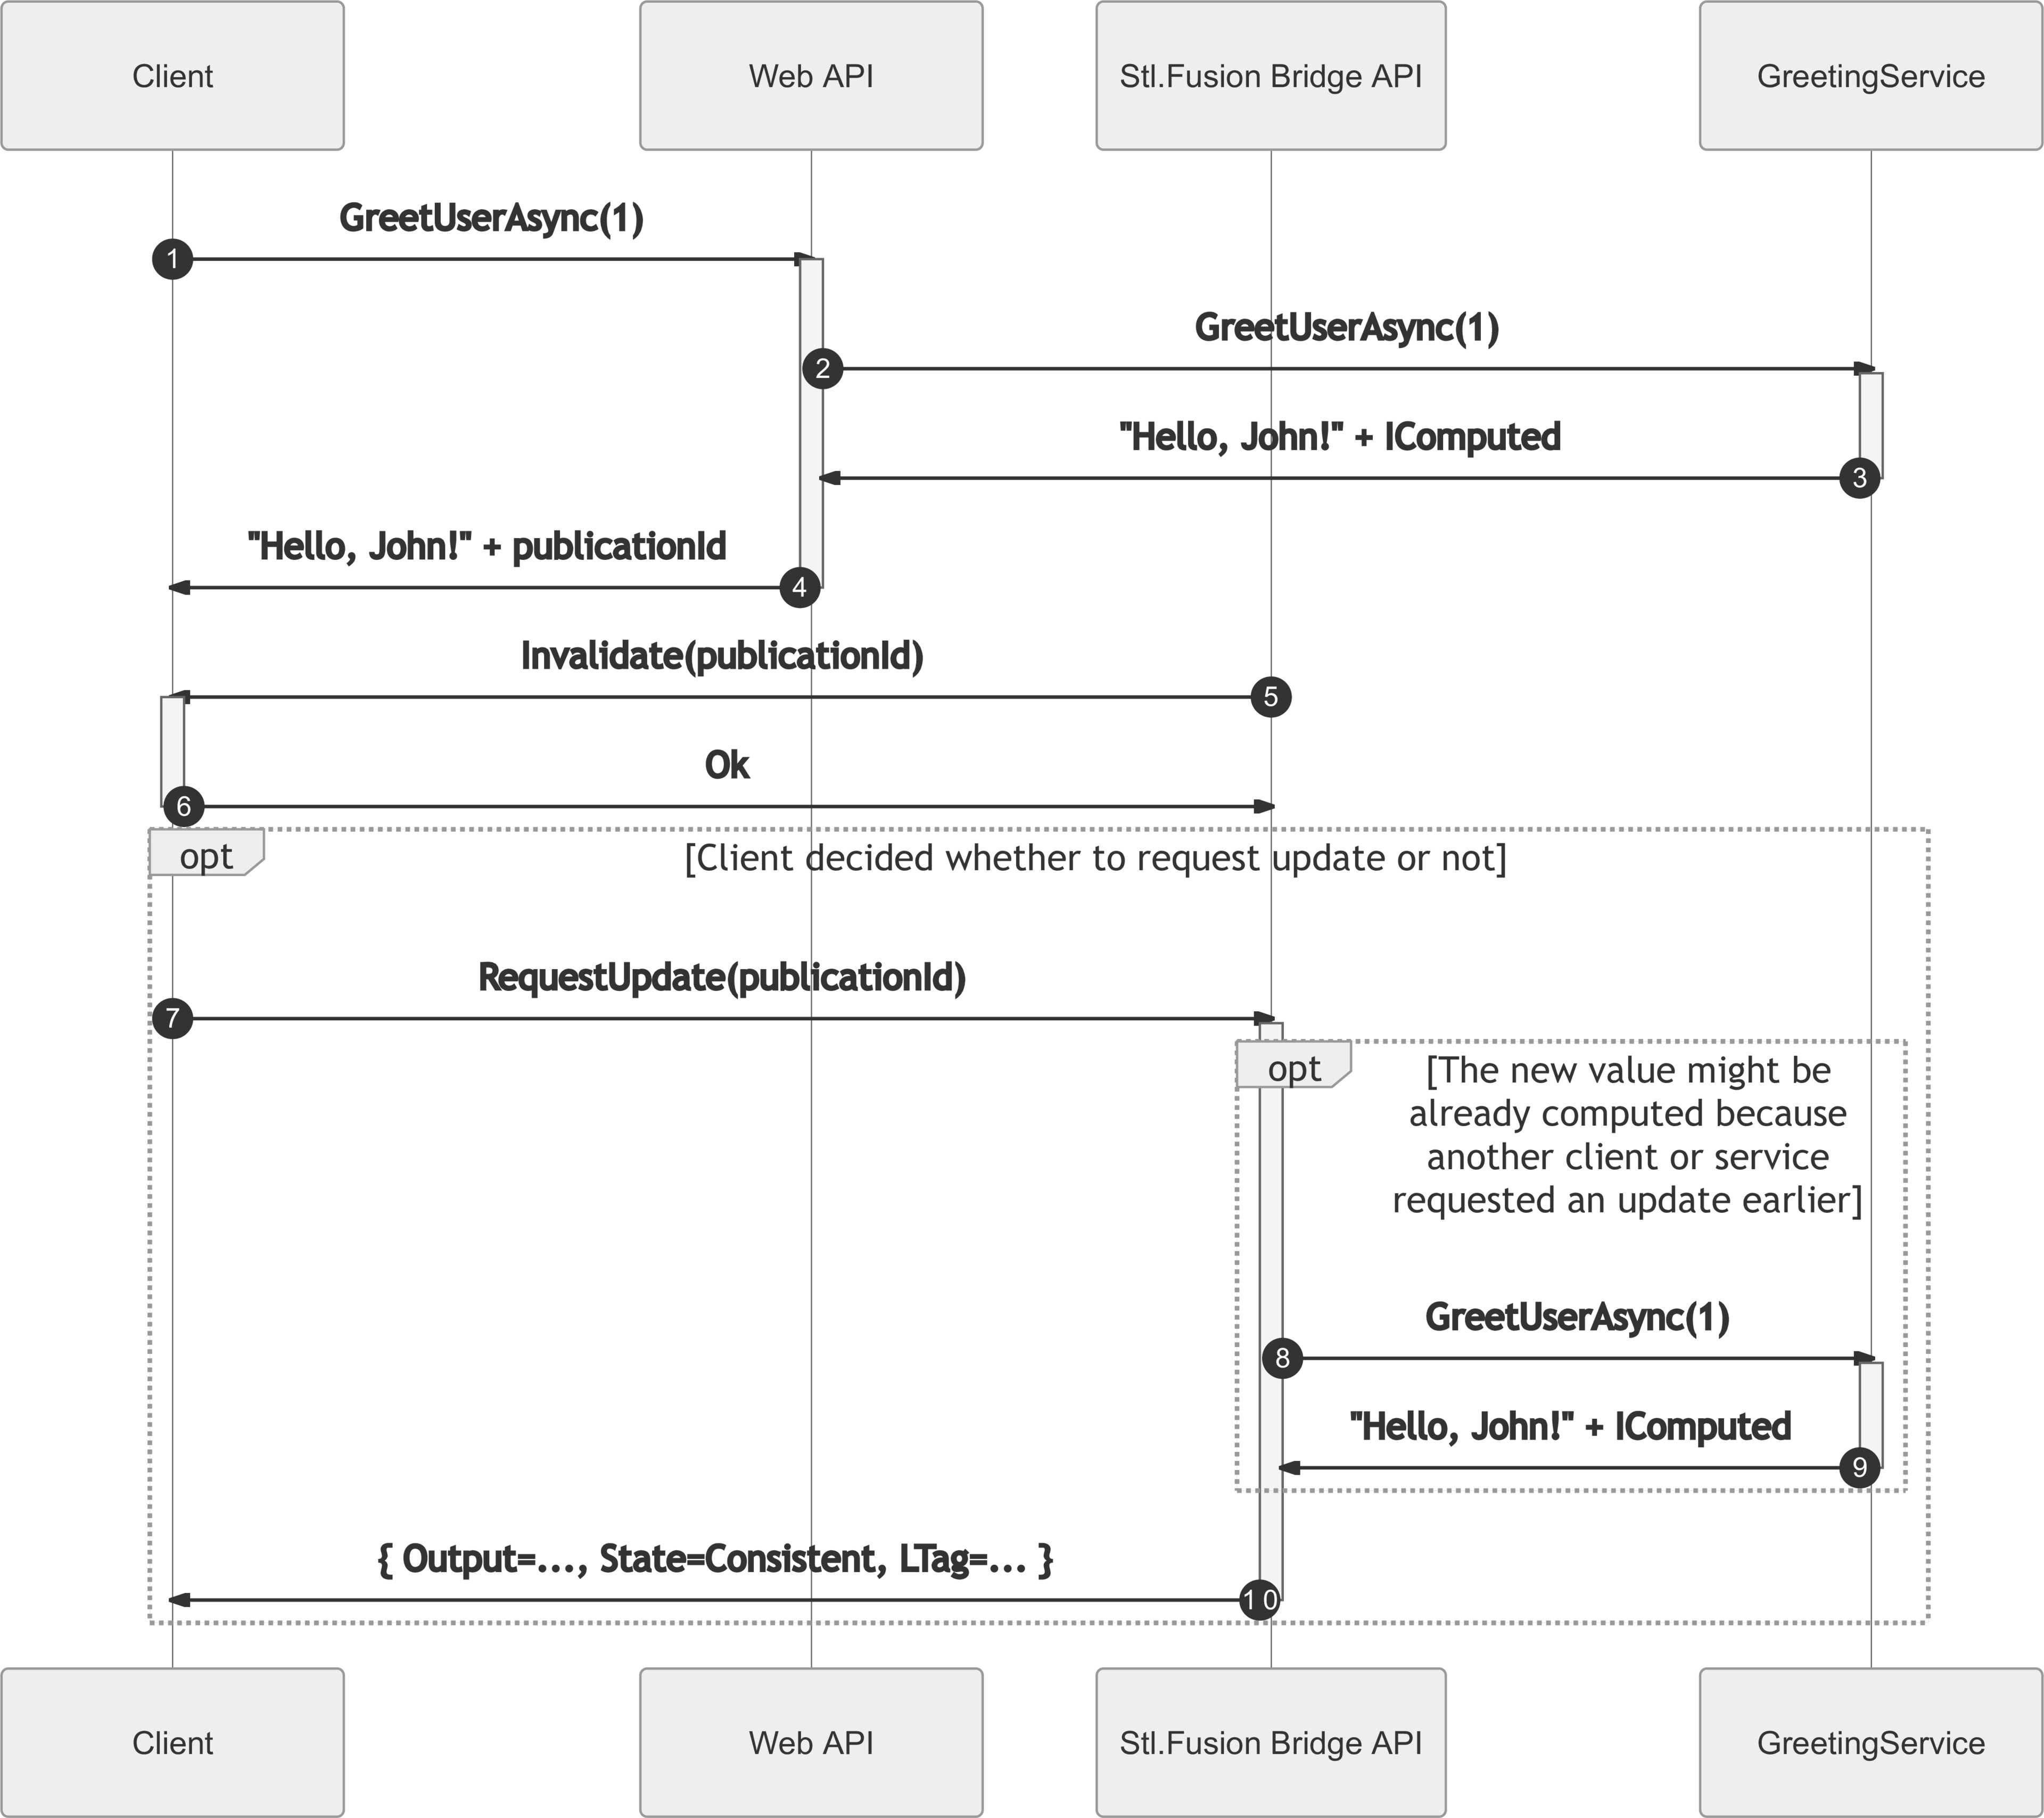 Client
Web API
Stl.Fusion Bridge API
GreetingService
GreetUserAsync(1)
1
GreetUserAsync(1)
2
"Hello, John!" + IComputed
3
"Hello, John!" + publicationId
4
Invalidate(publicationId)
5
Ok
6
opt
[Client decided whether to request update or not]
RequestUpdate(publicationId)
7
opt
[The new value might be
already computed because
another client or service
requested an update earlier]
GreetUserAsync(1)
8
"Hello, John!" + IComputed
9
{ Output=..., State=Consistent, LTag=... }
10
Client
Web API
Stl.Fusion Bridge API
GreetingService